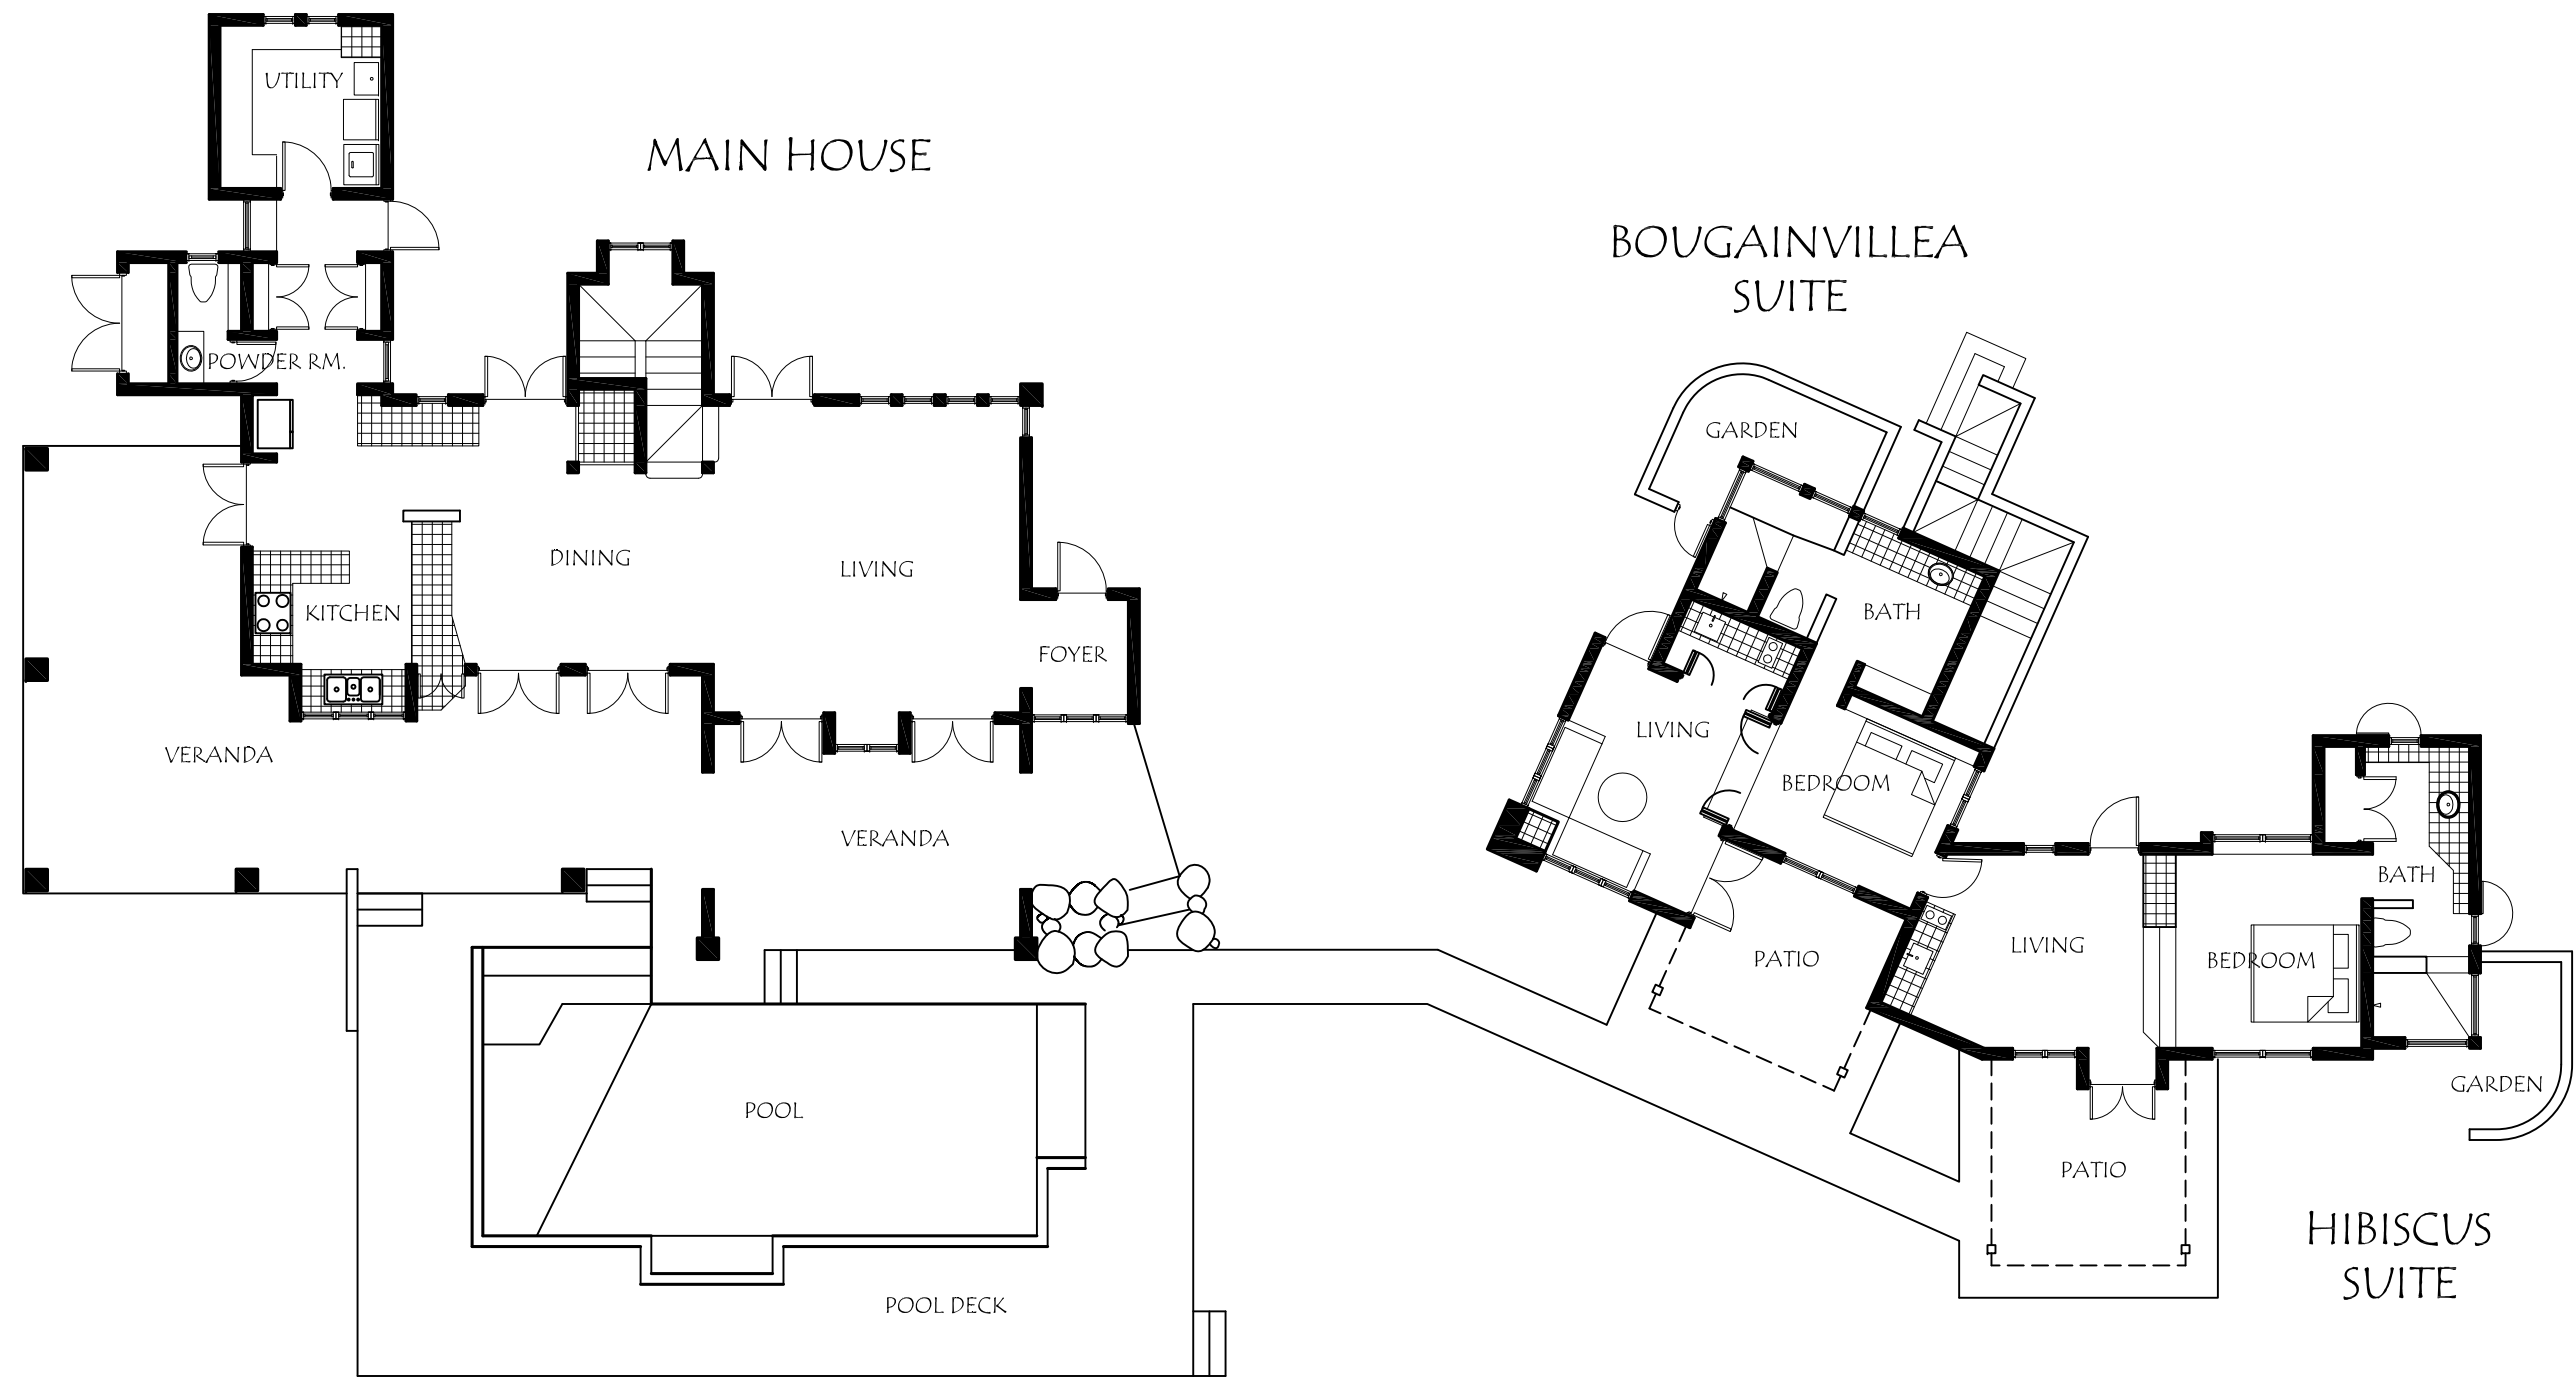 UTILITY
MAIN HOUSE
POWDER RM.
DINING
LIVING
KITCHEN
FOYER
VERANDA
VERANDA
POOL
POOL DECK
BOUGAINVILLEA
SUITE
GARDEN
BATH
LIVING
BEDROOM
PATIO
BATH
LIVING
BEDROOM
GARDEN
PATIO
HIBISCUS
SUITE